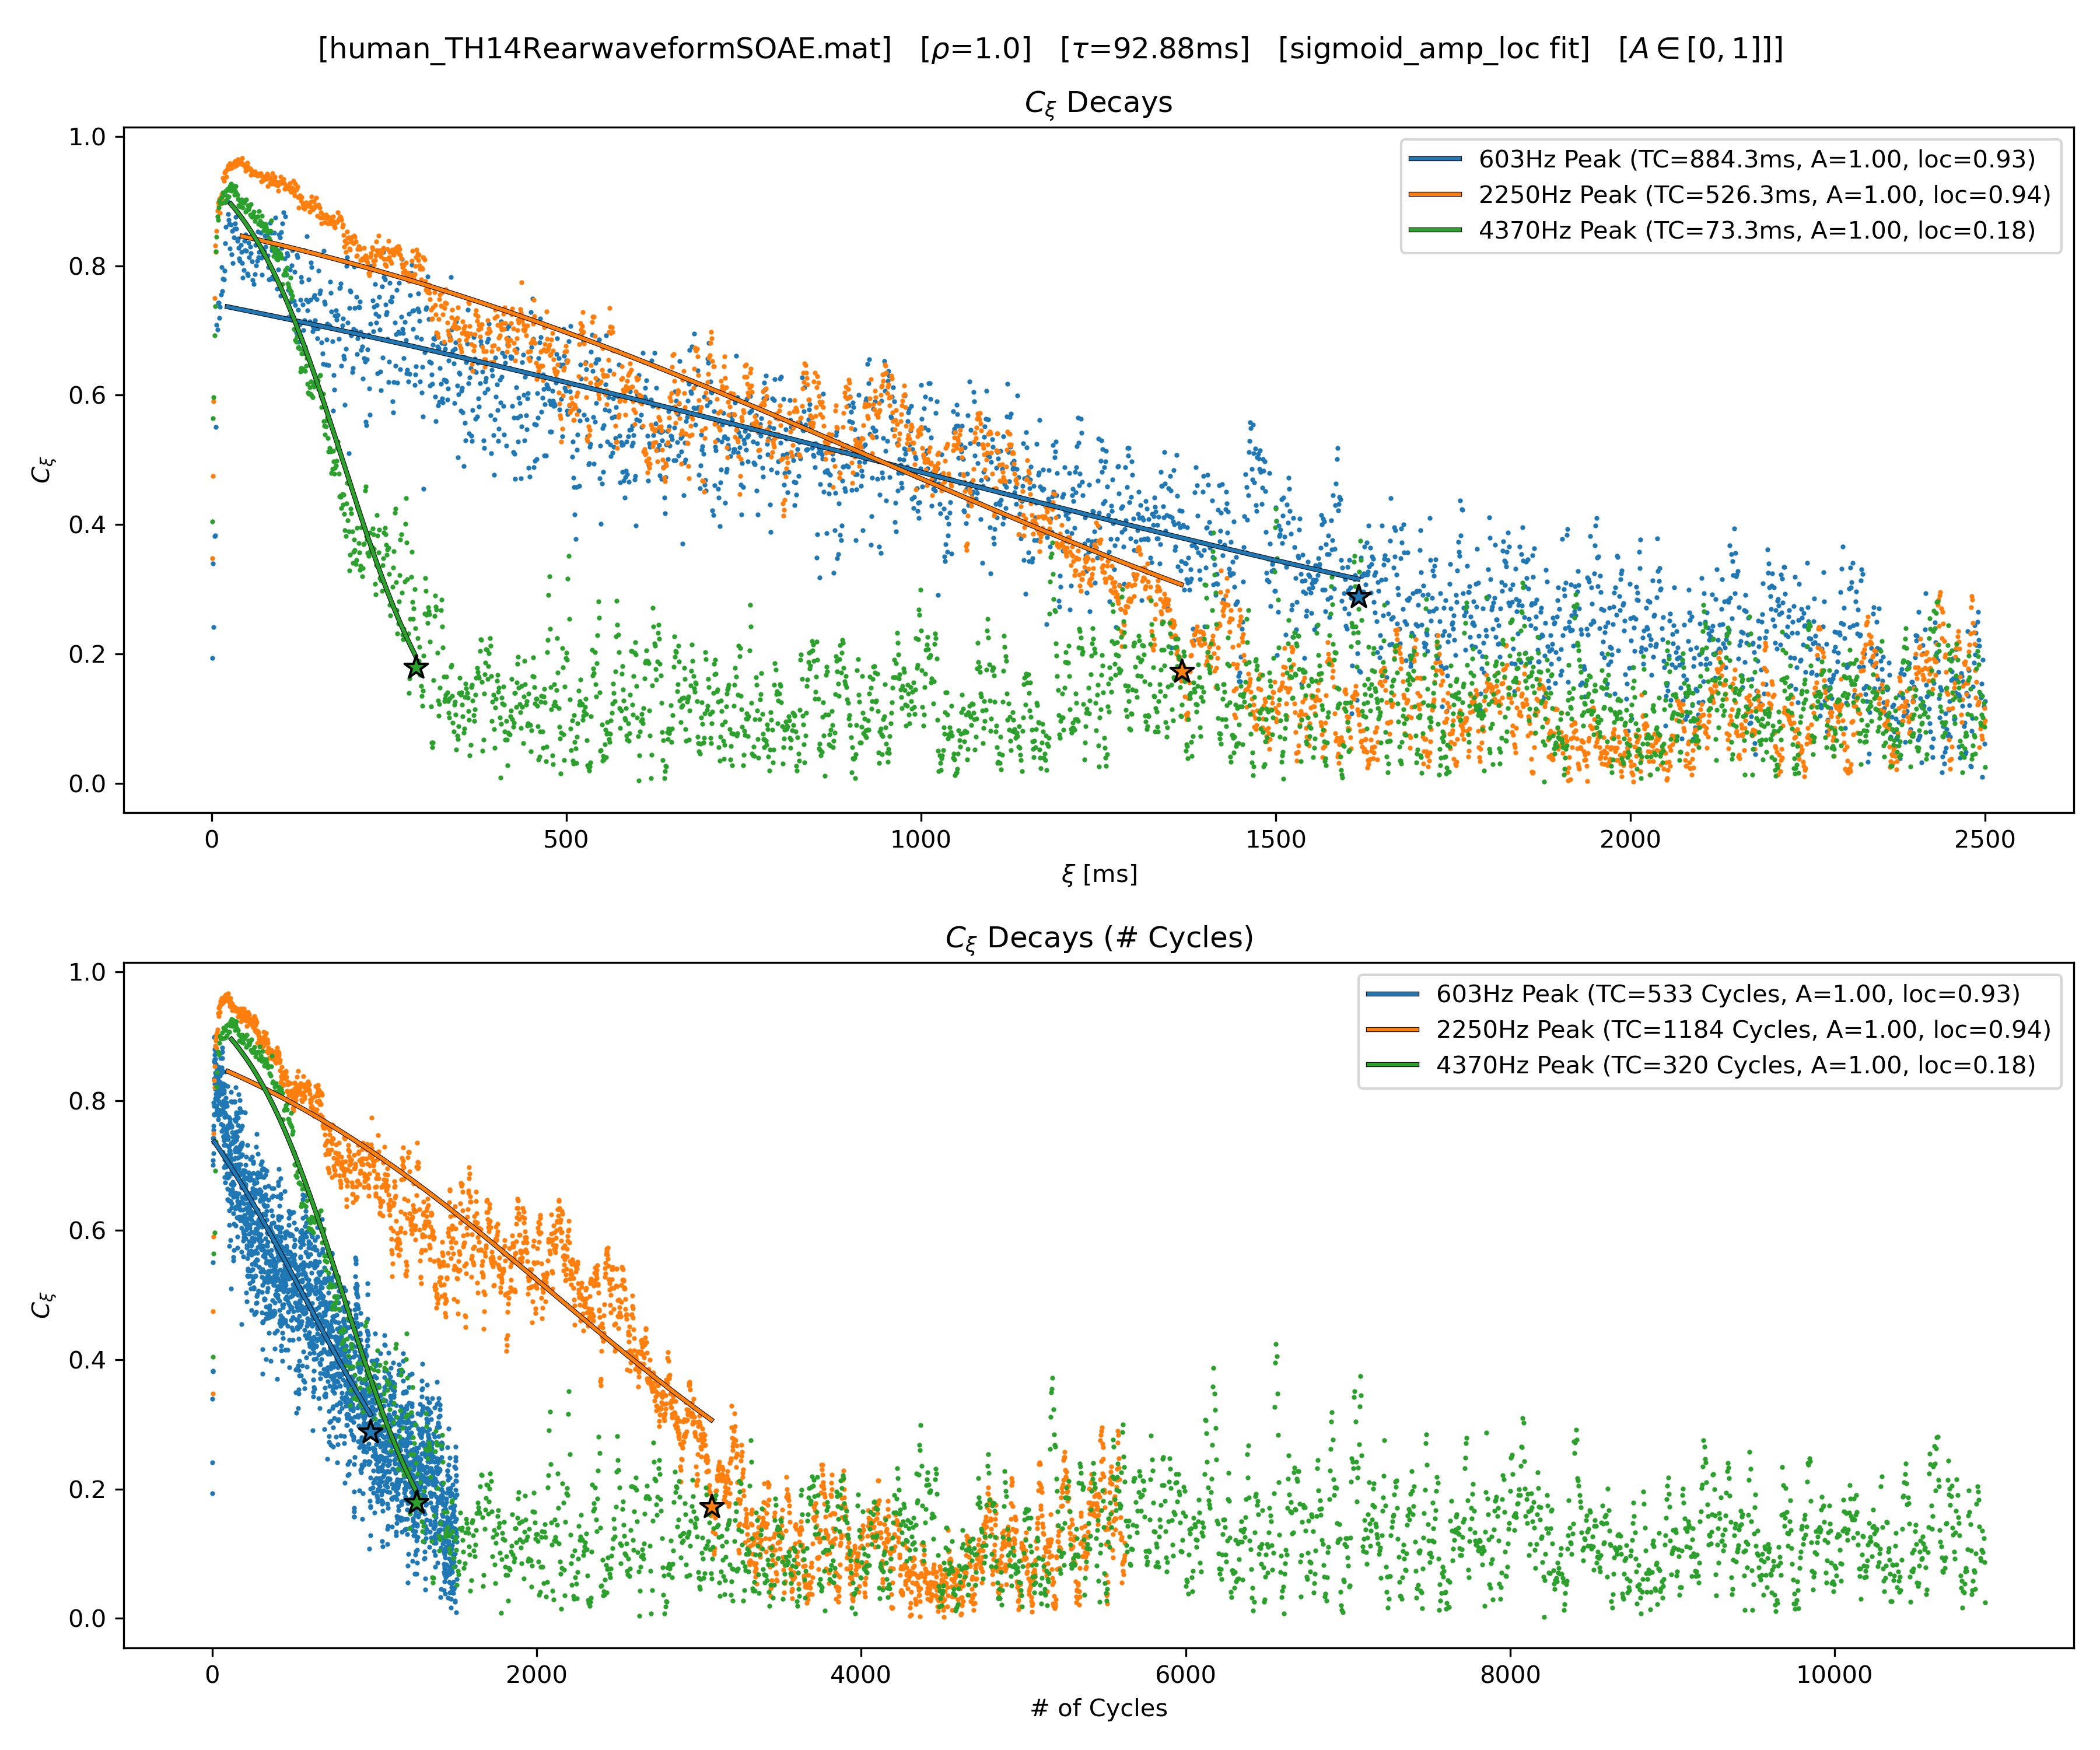 [human_TH14RearwaveformSOAE.mat] [ρ=1.0] [τ=92.88ms] [sigmoid_amp_loc fit] [A ∈ [0, 1]]]
C_ξ Decays
1.0
0.8
0.6
0.4
0.2
0.0
C_ξ
603Hz Peak (TC=884.3ms, A=1.00, loc=0.93)
2250Hz Peak (TC=526.3ms, A=1.00, loc=0.94)
4370Hz Peak (TC=73.3ms, A=1.00, loc=0.18)
0 500 1000 1500 2000 2500
ξ [ms]
C_ξ Decays (# Cycles)
1.0
0.8
0.6
0.4
0.2
0.0
C_ξ
603Hz Peak (TC=533 Cycles, A=1.00, loc=0.93)
2250Hz Peak (TC=1184 Cycles, A=1.00, loc=0.94)
4370Hz Peak (TC=320 Cycles, A=1.00, loc=0.18)
0 2000 4000 6000 8000 10000
# of Cycles